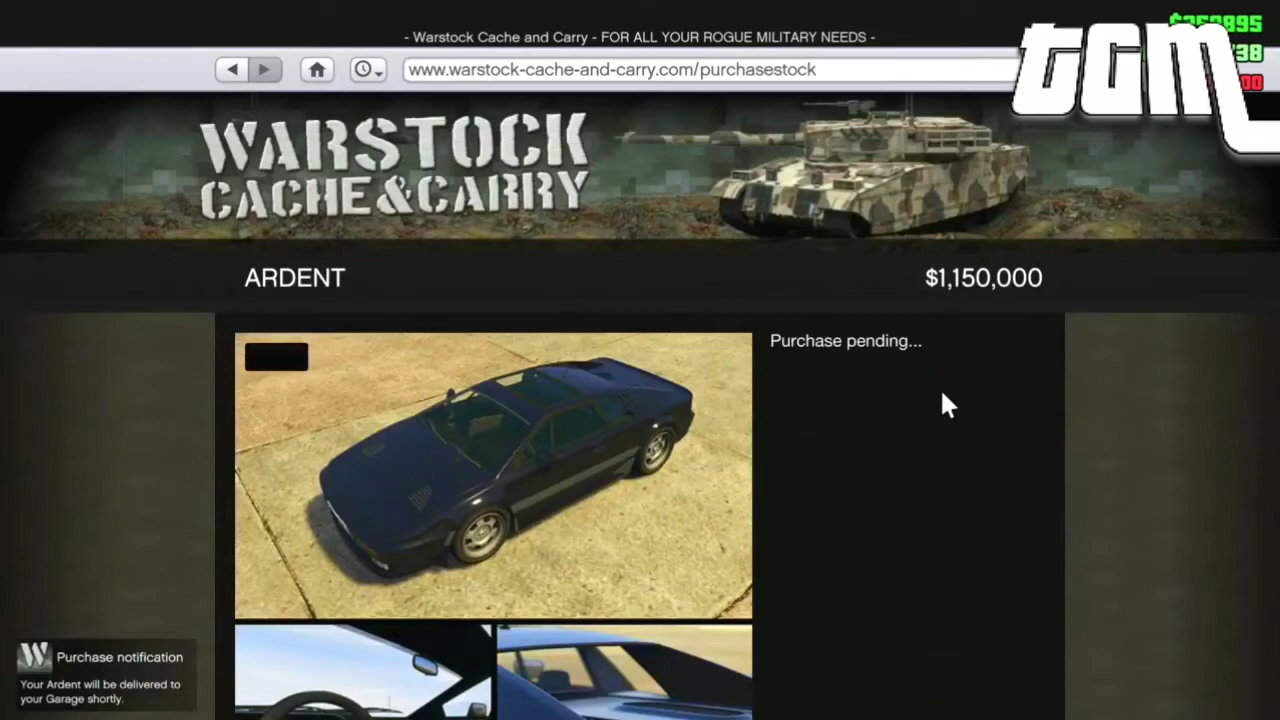 - Warstock Cache and Carry - FOR ALL YOUR ROGUE MILITARY NEEDS -
www.warstock-cache-and-carry.com/purchasestock
TGM
WARSTOCK
CACHE&CARRY
ARDENT
$1,150,000
Purchase pending...
W
Purchase notification
Your Ardent will be delivered to
your Garage shortly.